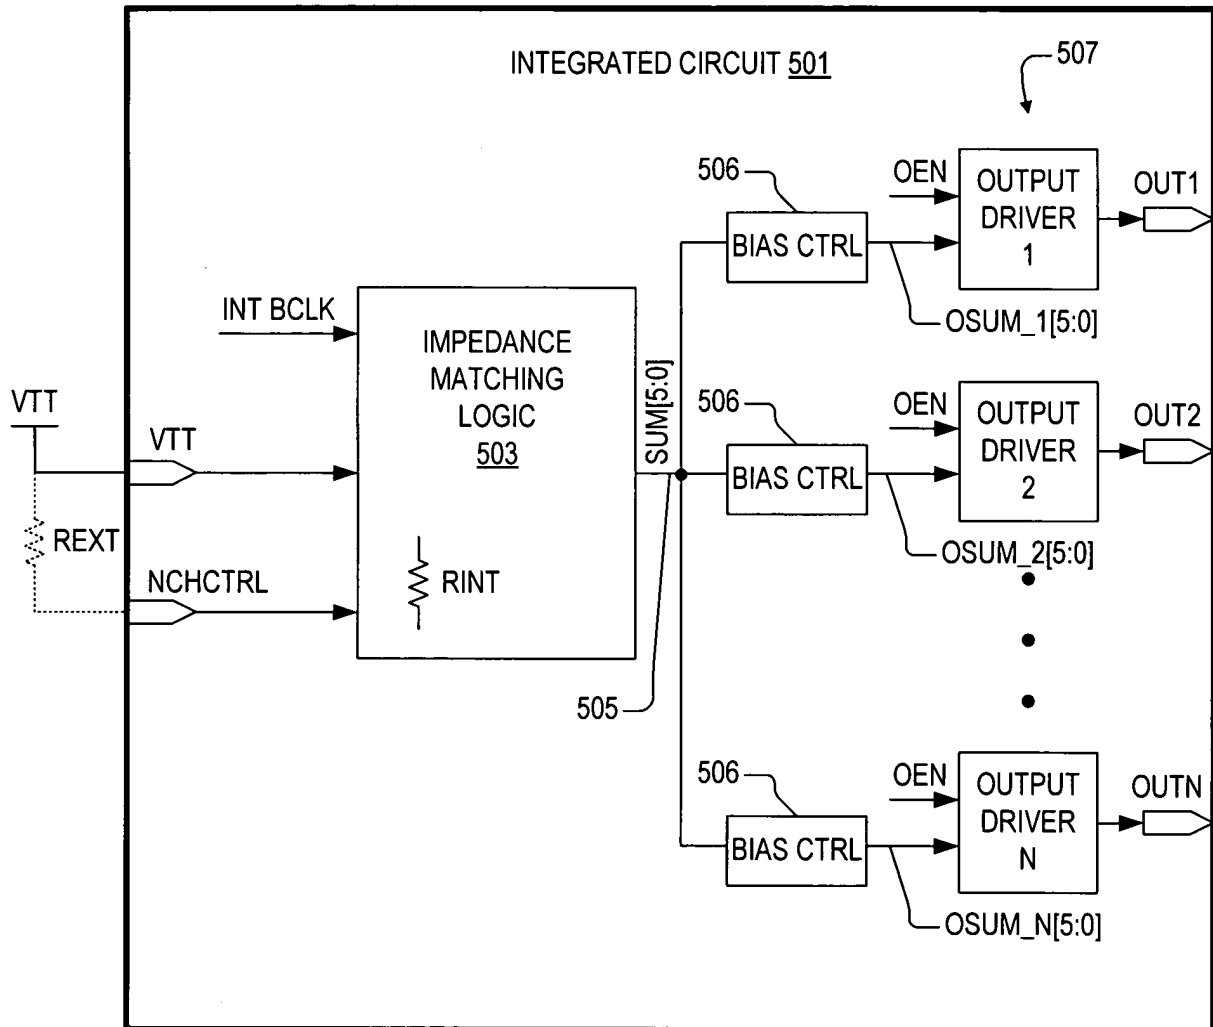 INTEGRATED CIRCUIT 501
507
506
OEN
OUTPUT
DRIVER
1
OUT1
BIAS CTRL
OSUM_1[5:0]
INT BCLK
IMPEDANCE
MATCHING
LOGIC
503
SUM[5:0]
VTT
VTT
REXT
NCHCTRL
RINT
505
506
OEN
OUTPUT
DRIVER
2
OUT2
BIAS CTRL
OSUM_2[5:0]
506
OEN
OUTPUT
DRIVER
N
OUTN
BIAS CTRL
OSUM_N[5:0]